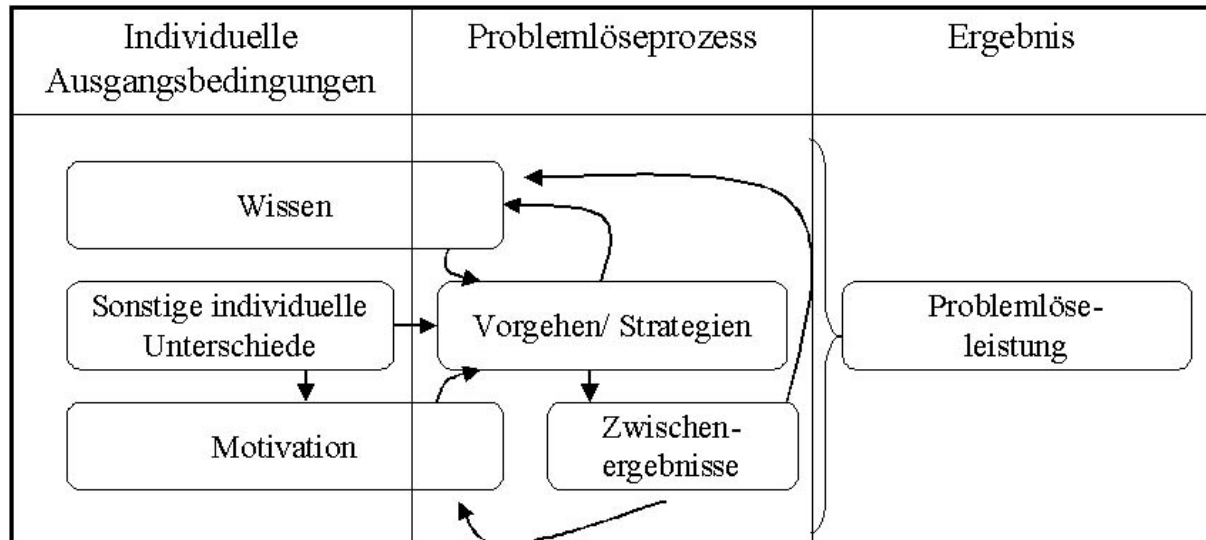 Individuelle
Ausgangsbedingungen
Problemlöseprozess
Ergebnis
Wissen
Sonstige individuelle
Unterschiede
Vorgehen/ Strategien
Problemlöse-
leistung
Motivation
Zwischen-
ergebnisse